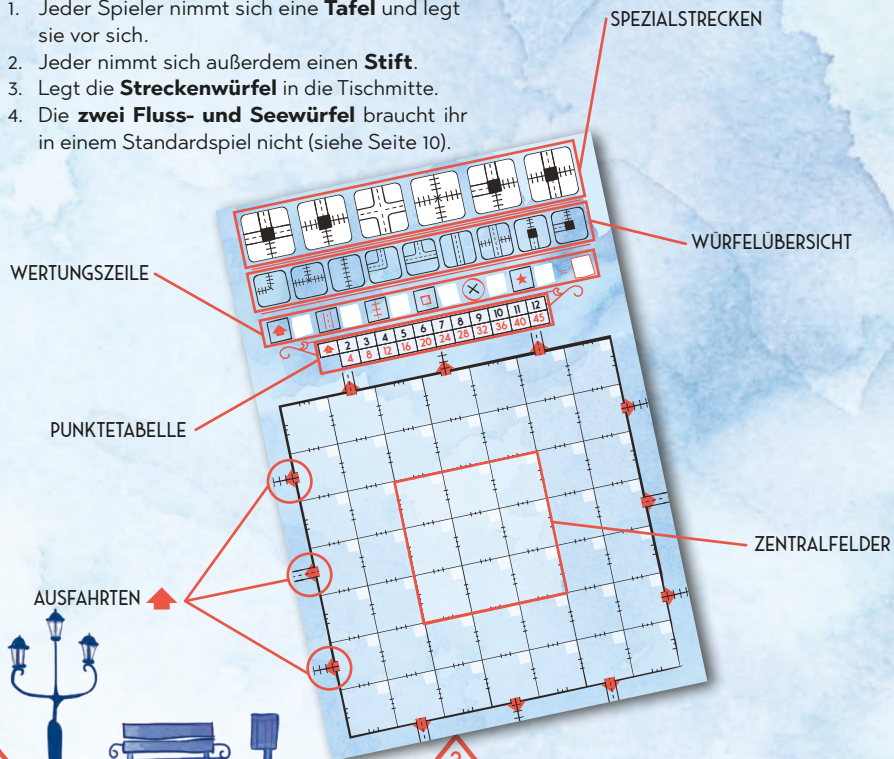 1. Jeder Spieler nimmt sich eine Tafel und legt
sie vor sich.
2. Jeder nimmt sich außerdem einen Stift.
3. Legt die Streckenwürfel in die Tischmitte.
4. Die zwei Fluss- und Seewürfel braucht ihr
in einem Standardspiel nicht (siehe Seite 10).
SPEZIALSTRECKEN
WÜRFELÜBERSICHT
WERTUNGSZEILE
=
2 3 4 5 6 7 8 9 10 11 12
4 8 12 16 20 24 28 32 36 40 45
PUNKTETABELLE
ZENTRALFELDER
AUSFAHRTEN
2